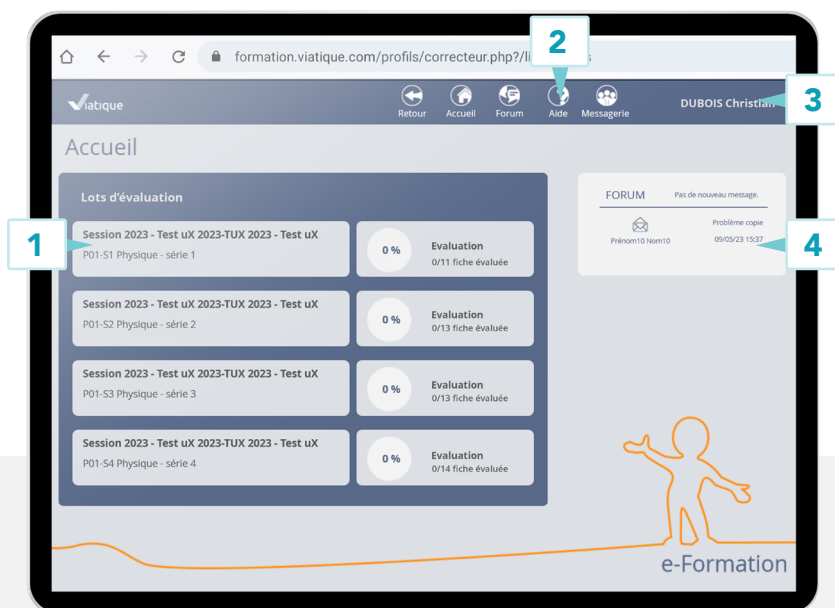 2
formation.viatique.com/profils/correcteur.php?/li
3
Viatique
Retour
Accueil
Forum
Aide
Messagerie
DUBOIS Christian
Accueil
Lots d'évaluation
1
Session 2023 - Test uX 2023-TUX 2023 - Test uX
P01-S1 Physique - série 1
0 %
Evaluation
0/11 fiche évaluée
Session 2023 - Test uX 2023-TUX 2023 - Test uX
P01-S2 Physique - série 2
0 %
Evaluation
0/13 fiche évaluée
Session 2023 - Test uX 2023-TUX 2023 - Test uX
P01-S3 Physique - série 3
0 %
Evaluation
0/13 fiche évaluée
Session 2023 - Test uX 2023-TUX 2023 - Test uX
P01-S4 Physique - série 4
0 %
Evaluation
0/14 fiche évaluée
FORUM
Pas de nouveau message.
Prénom10 Nom10
Problème copie
09/05/23 15:37
4
e-Formation